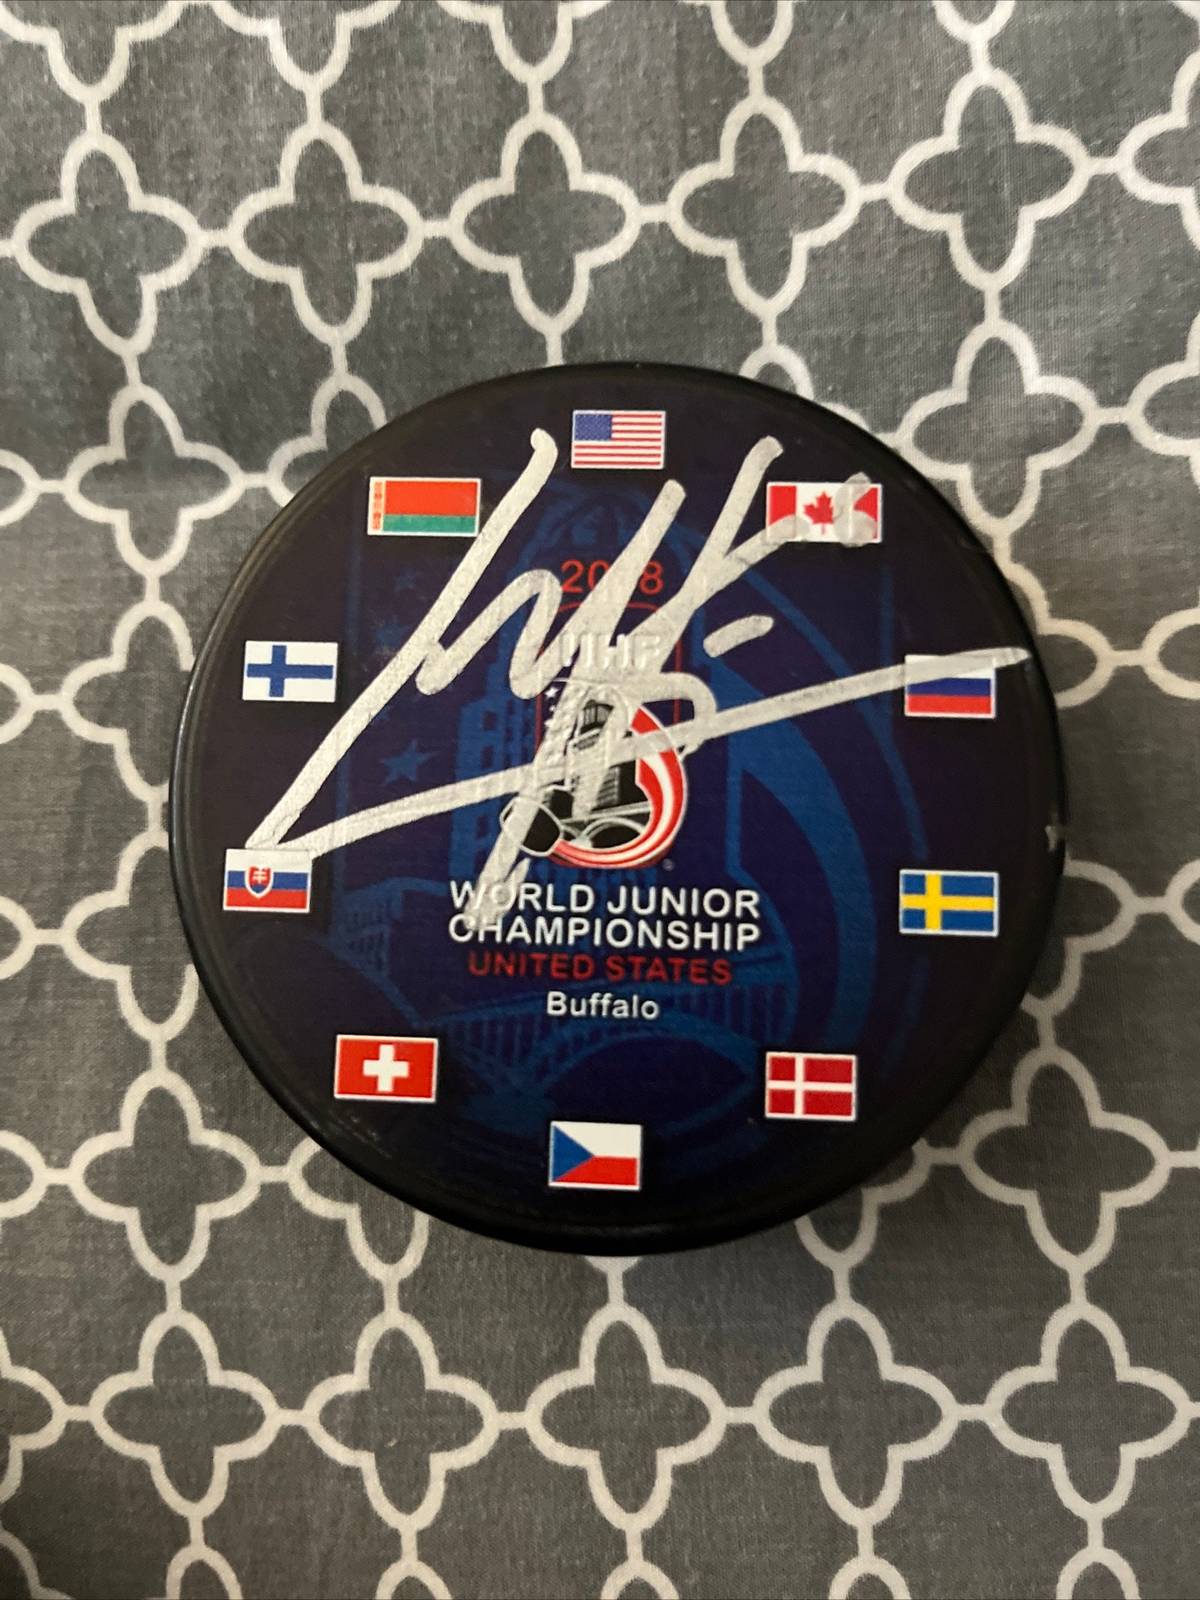 2018
IIHF
WORLD JUNIOR
CHAMPIONSHIP
UNITED STATES
Buffalo